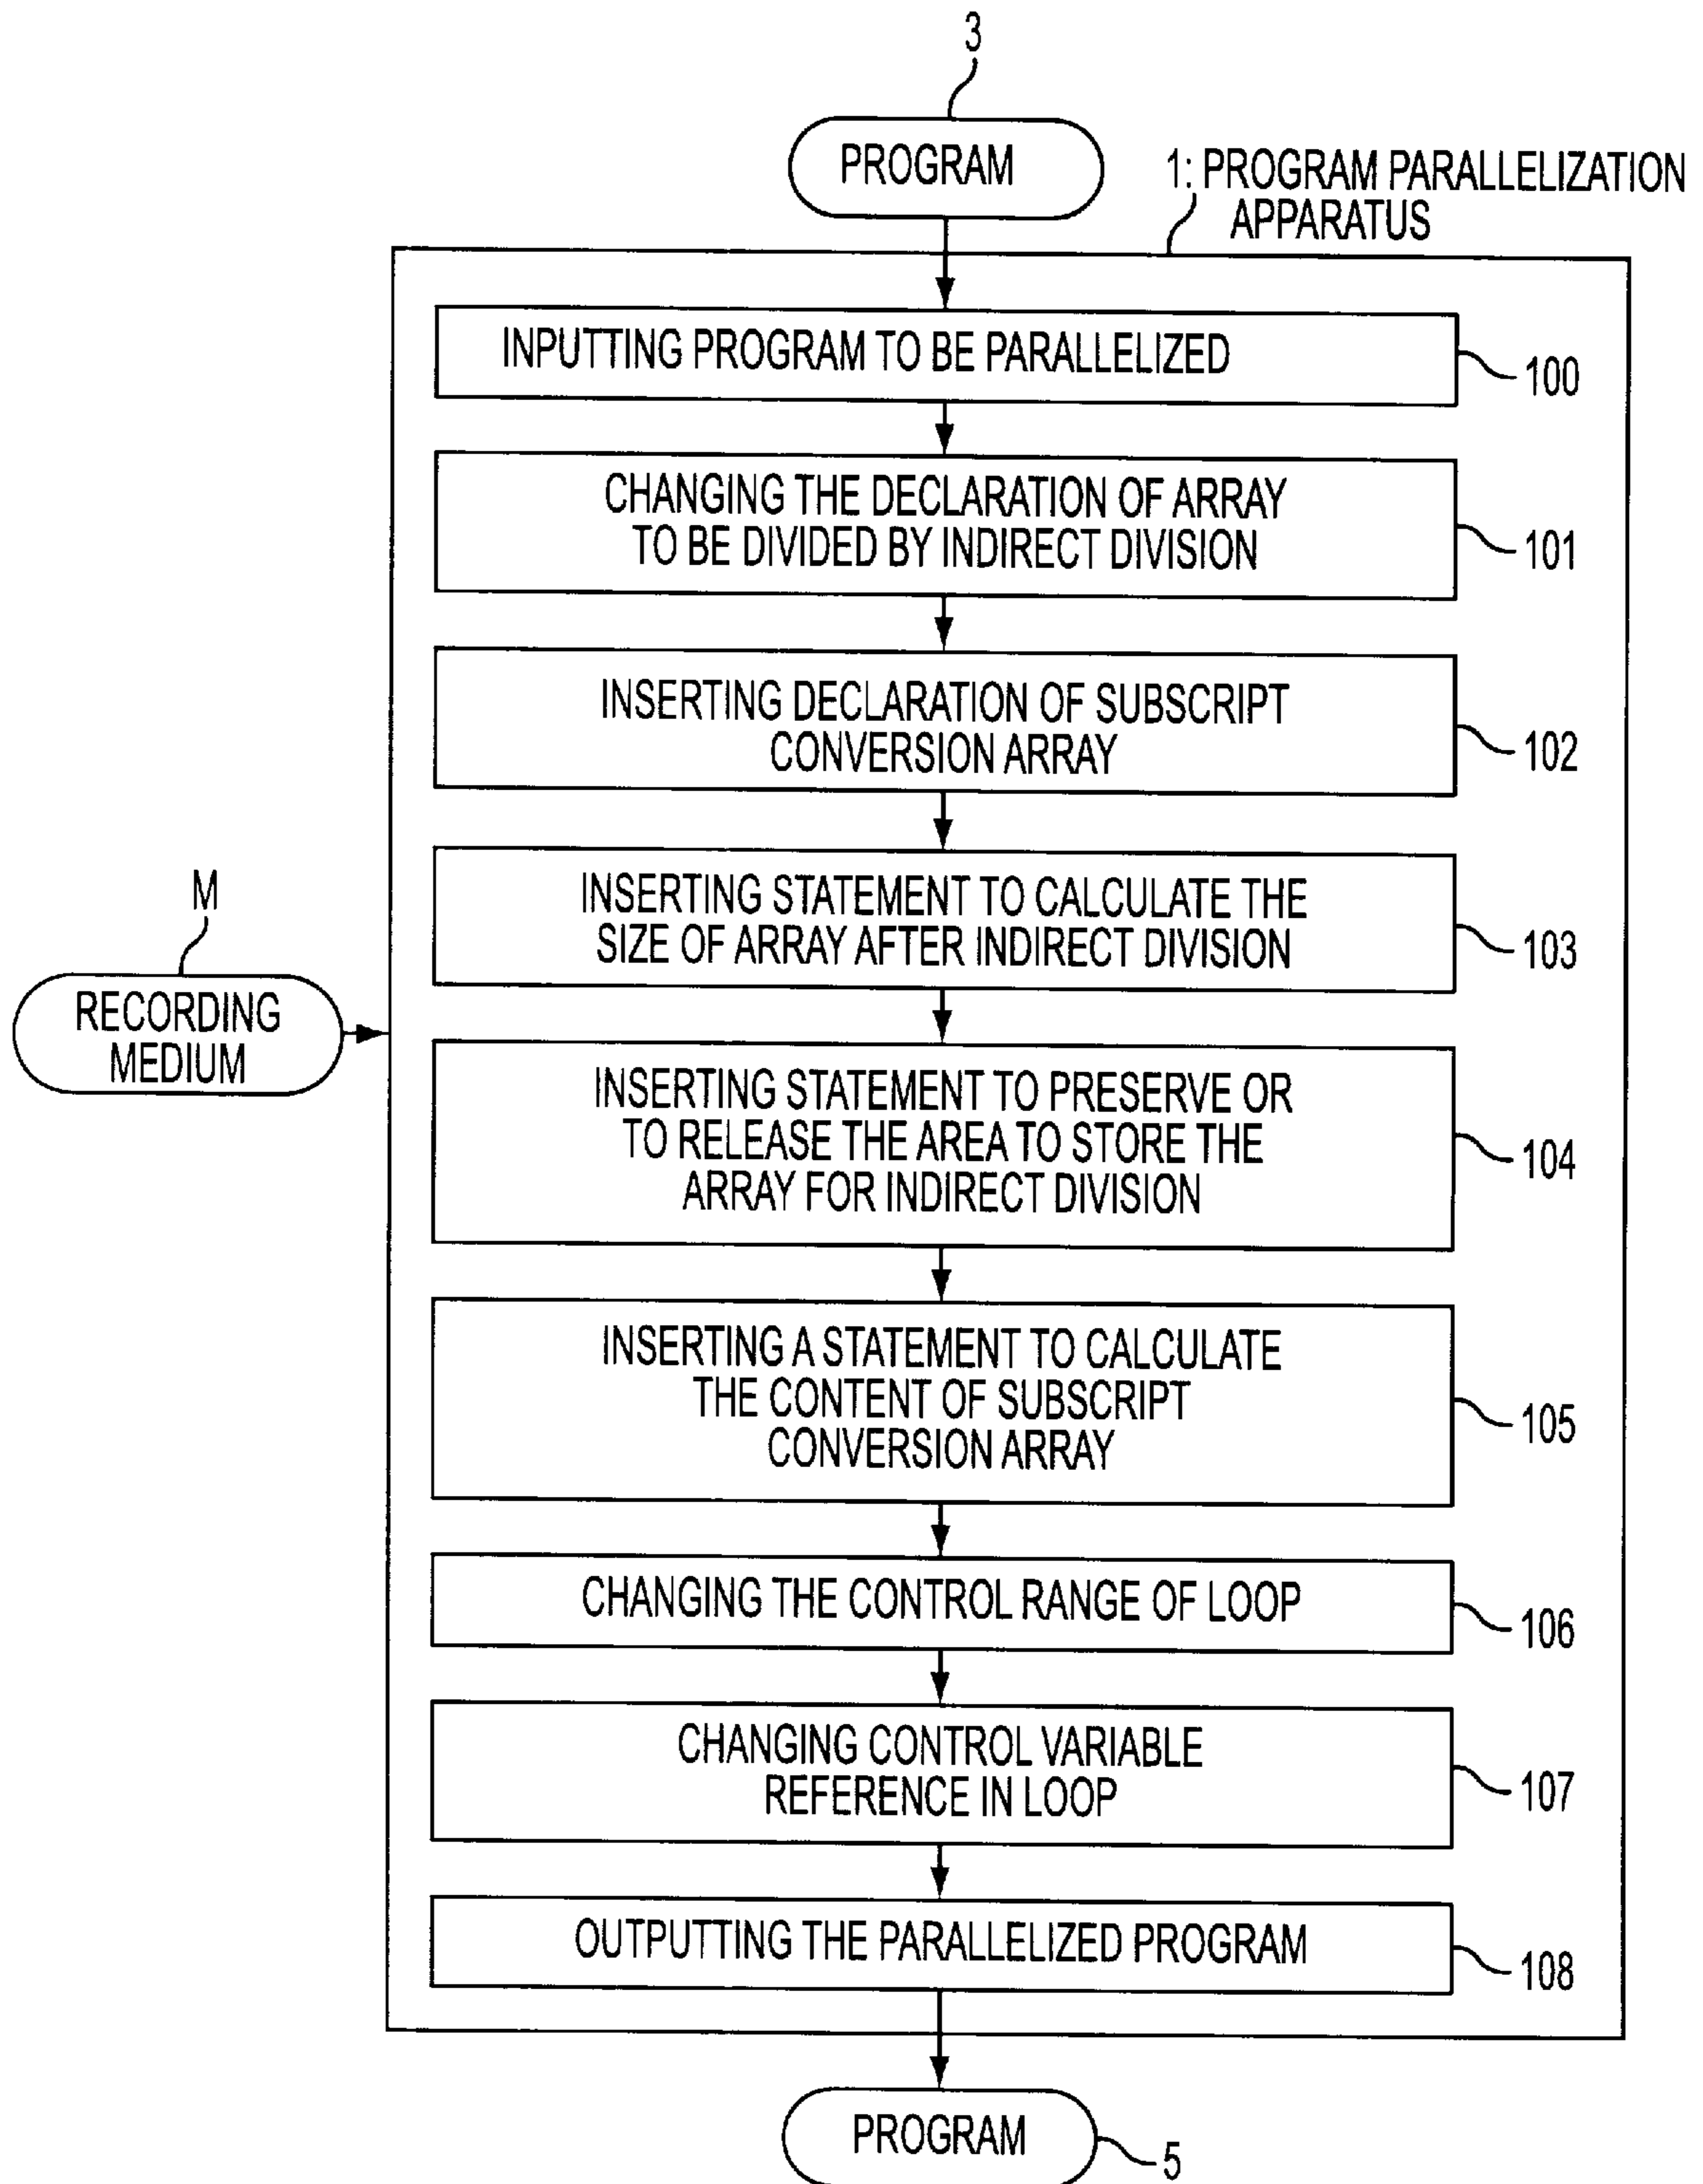 3
PROGRAM
1: PROGRAM PARALLELIZATION
APPARATUS
INPUTTING PROGRAM TO BE PARALLELIZED
100
CHANGING THE DECLARATION OF ARRAY
TO BE DIVIDED BY INDIRECT DIVISION
101
INSERTING DECLARATION OF SUBSCRIPT
CONVERSION ARRAY
102
INSERTING STATEMENT TO CALCULATE THE
SIZE OF ARRAY AFTER INDIRECT DIVISION
103
M
RECORDING
MEDIUM
INSERTING STATEMENT TO PRESERVE OR
TO RELEASE THE AREA TO STORE THE
ARRAY FOR INDIRECT DIVISION
104
INSERTING A STATEMENT TO CALCULATE
THE CONTENT OF SUBSCRIPT
CONVERSION ARRAY
105
CHANGING THE CONTROL RANGE OF LOOP
106
CHANGING CONTROL VARIABLE
REFERENCE IN LOOP
107
OUTPUTTING THE PARALLELIZED PROGRAM
108
PROGRAM
5